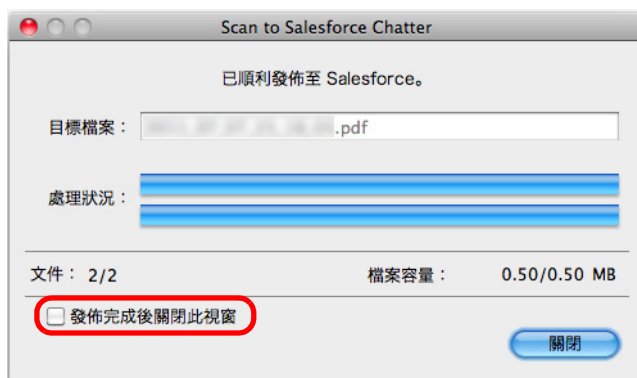 Scan to Salesforce Chatter
已順利發佈至 Salesforce。
目標檔案： .pdf
處理狀況：
文件： 2/2 檔案容量： 0.50/0.50 MB
發佈完成後關閉此視窗
關閉